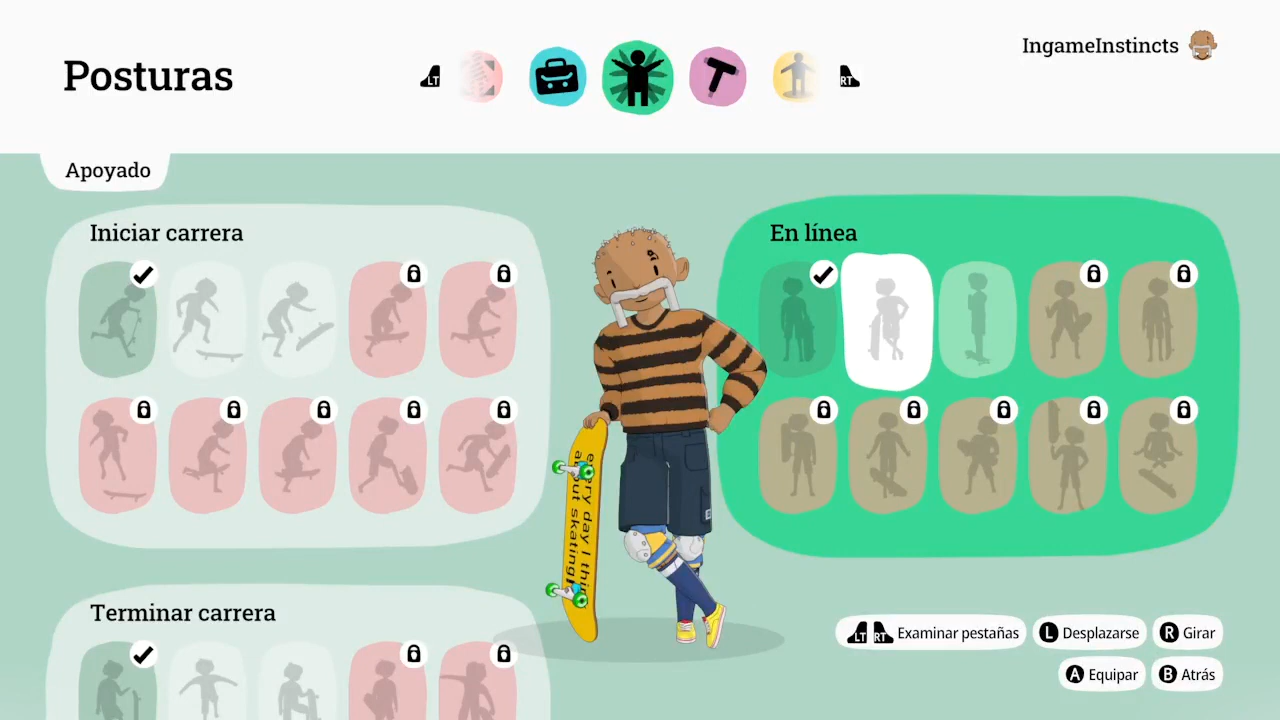 Posturas
LT
RT
IngameInstincts
Apoyado
Iniciar carrera
En línea
every day I thin
about skating
Terminar carrera
LT RT Examinar pestañas
L Desplazarse
R Girar
A Equipar
B Atrás